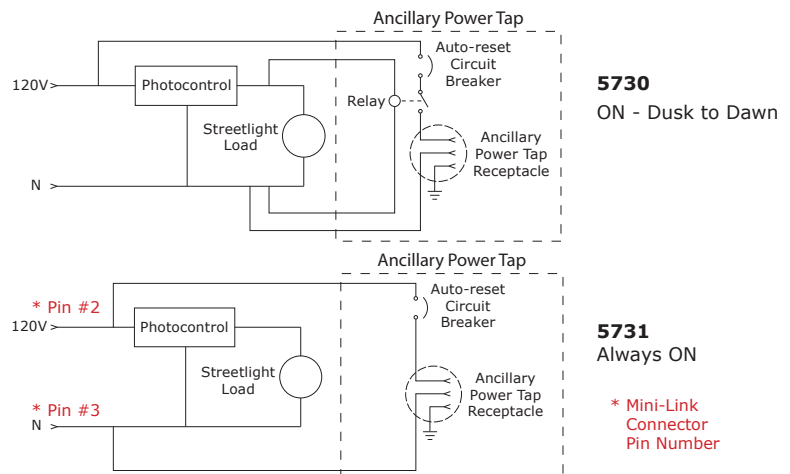 Ancillary Power Tap
Auto-reset
Circuit
Breaker
120V
Photocontrol
Relay
Streetlight
Load
Ancillary
Power Tap
Receptacle
N
5730
ON - Dusk to Dawn
Ancillary Power Tap
* Pin #2
Auto-reset
Circuit
Breaker
120V
Photocontrol
Streetlight
Load
Ancillary
Power Tap
Receptacle
* Pin #3
N
5731
Always ON
* Mini-Link
Connector
Pin Number